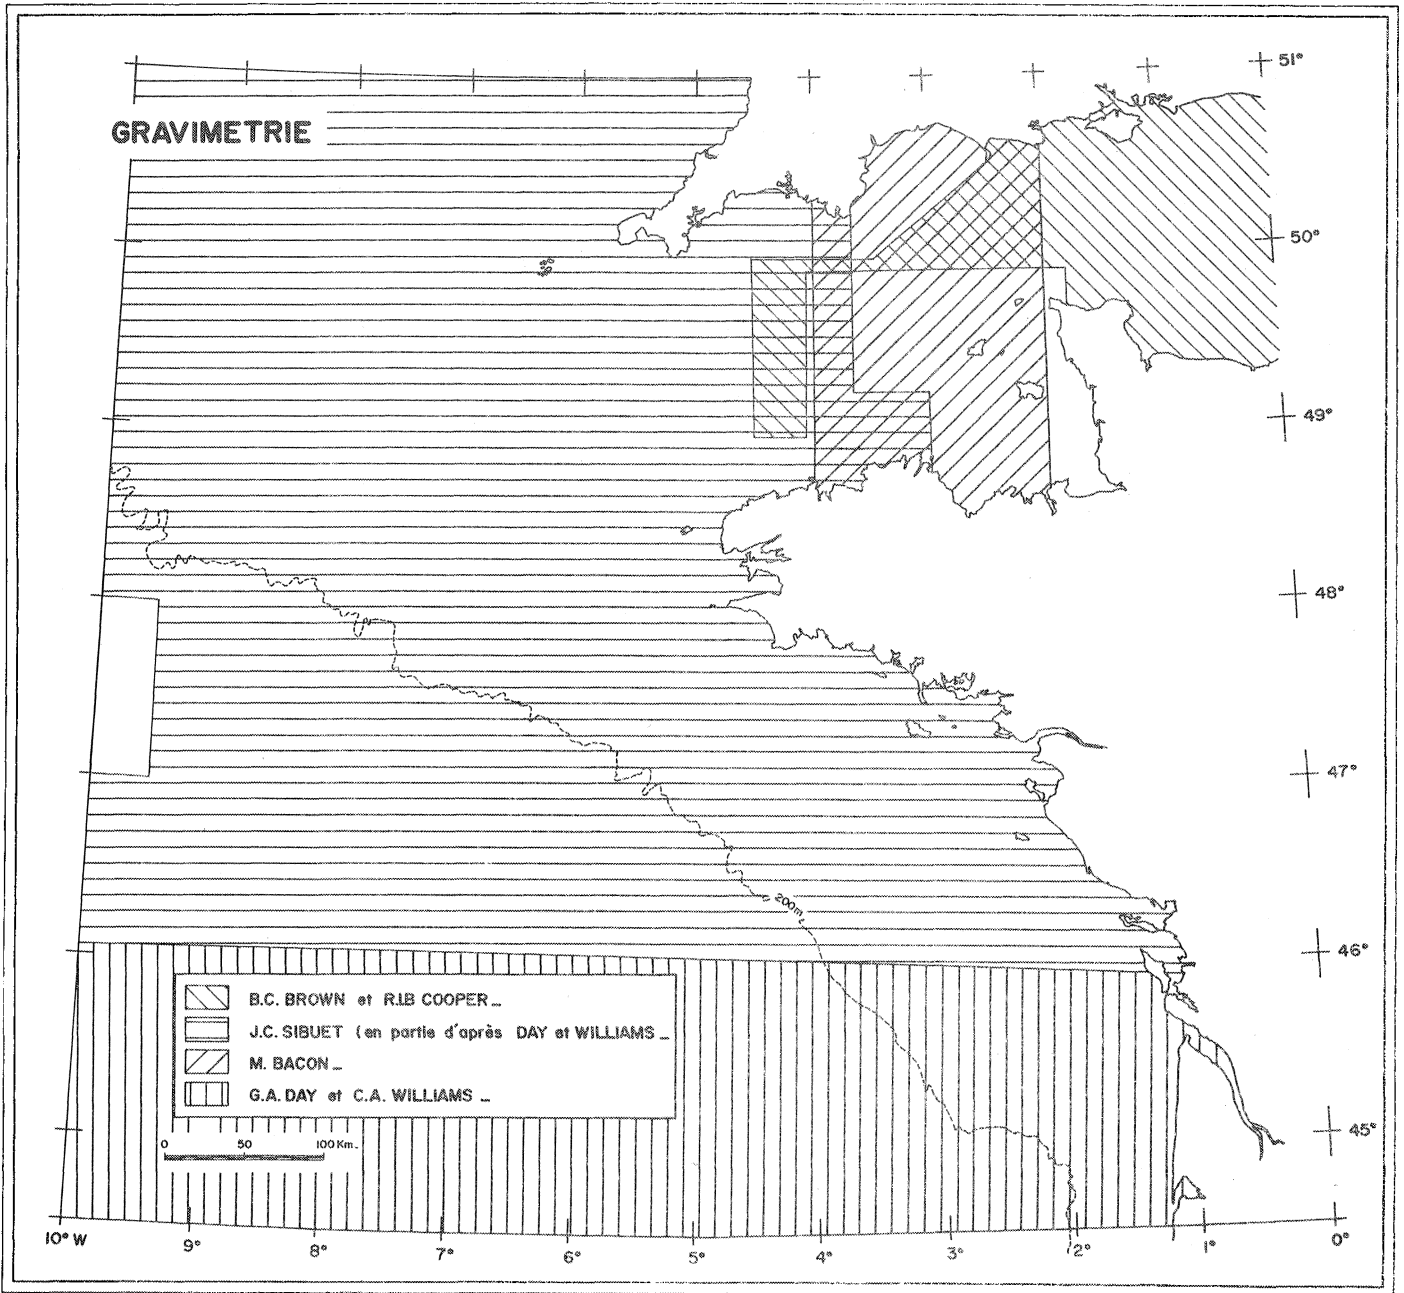 51°
GRAVIMETRIE
50°
49°
48°
47°
200m
46°
B.C. BROWN et R.I.B COOPER_
J.C. SIBUET (en partie d'après DAY et WILLIAMS _
M. BACON _
G.A. DAY et C.A. WILLIAMS _
0 50 100 Km.
45°
10° W 9° 8° 7° 6° 5° 4° 3° 2° 1° 0°